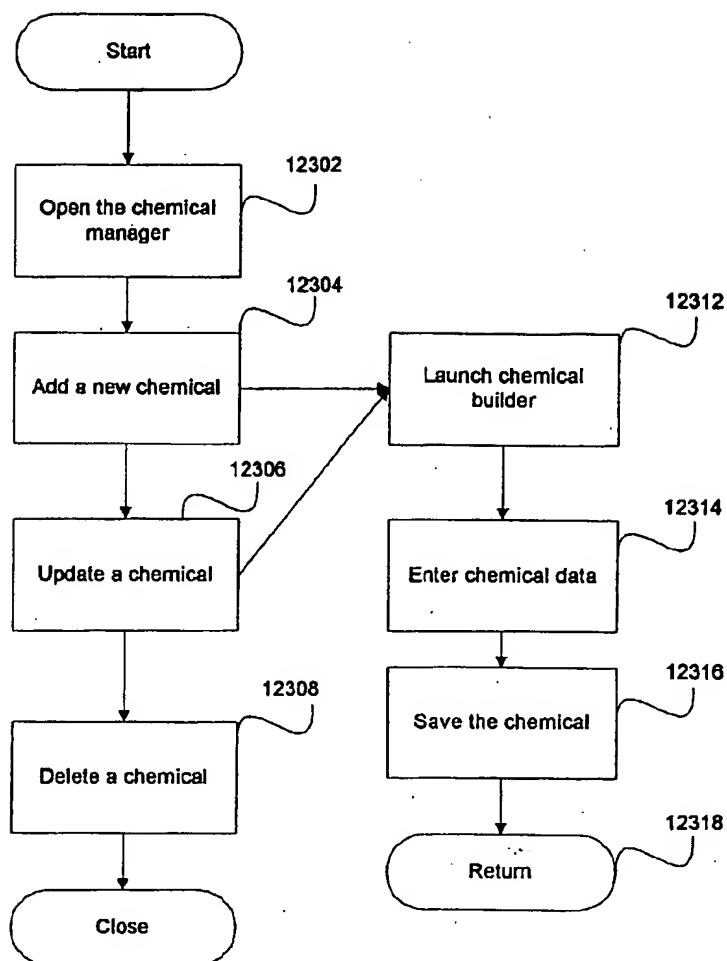 Start
12302
Open the chemical
manager
12304
Add a new chemical
12306
Update a chemical
12308
Delete a chemical
Close
12312
Launch chemical
builder
12314
Enter chemical data
12316
Save the chemical
12318
Return